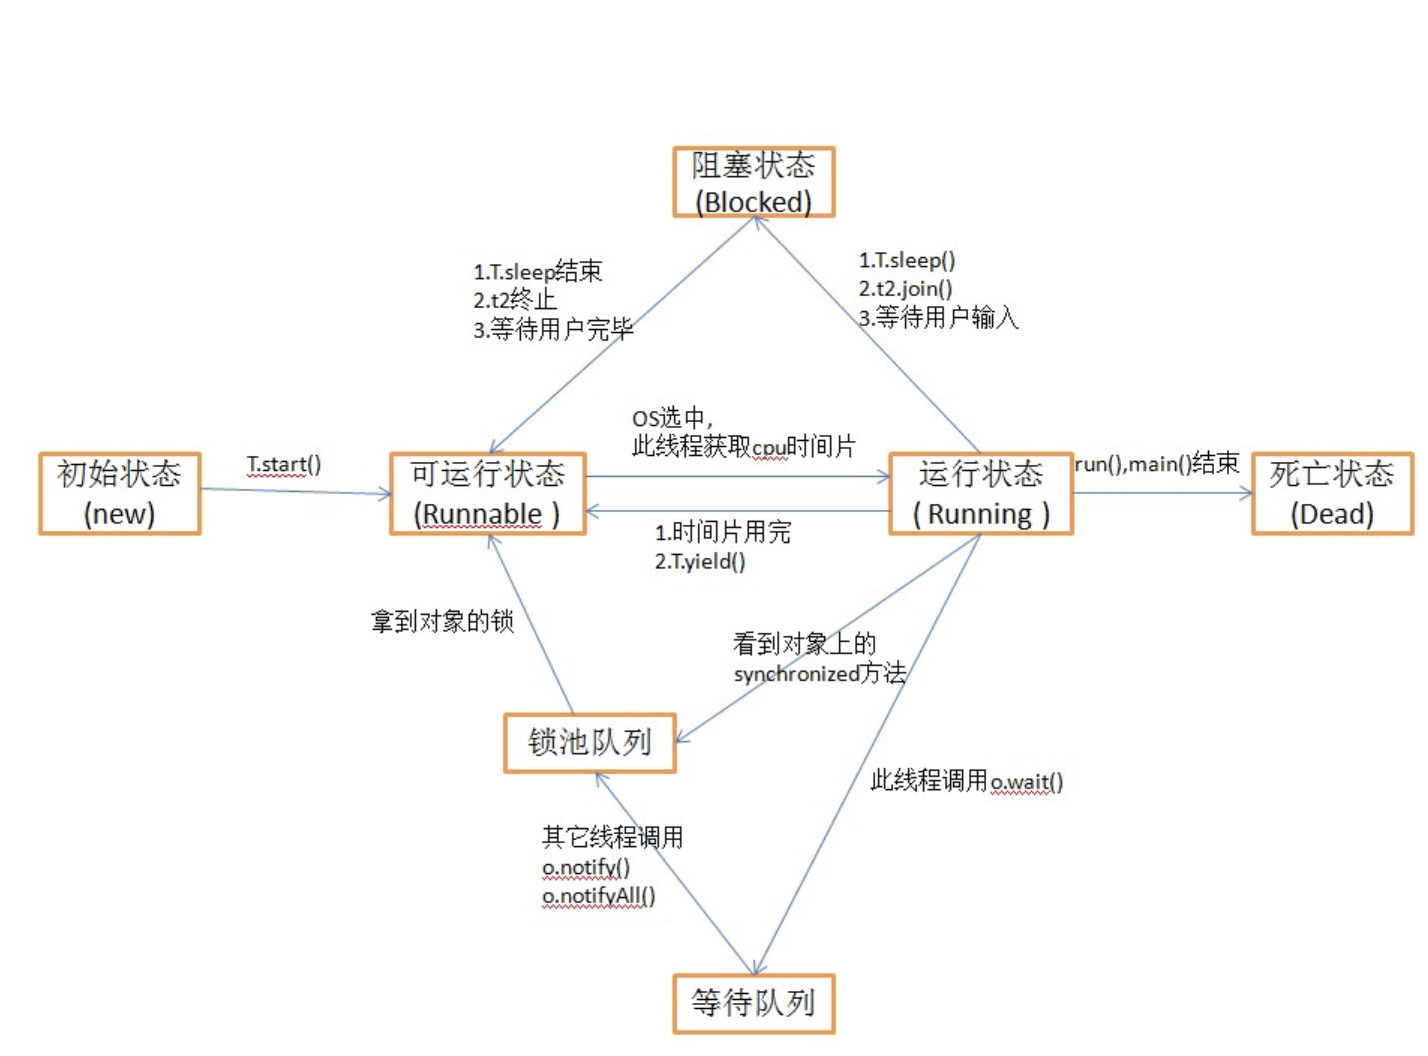 阻塞状态
(Blocked)
1.T.sleep结束
2.t2终止
3.等待用户完毕
1.T.sleep()
2.t2.join()
3.等待用户输入
OS选中，
此线程获取cpu时间片
初始状态
(new)
T.start()
可运行状态
(Runnable )
运行状态
( Running )
run(),main()结束
死亡状态
(Dead)
1.时间片用完
2.T.yield()
拿到对象的锁
看到对象上的
synchronized方法
锁池队列
此线程调用o.wait()
其它线程调用
o.notify()
o.notifyAll()
等待队列